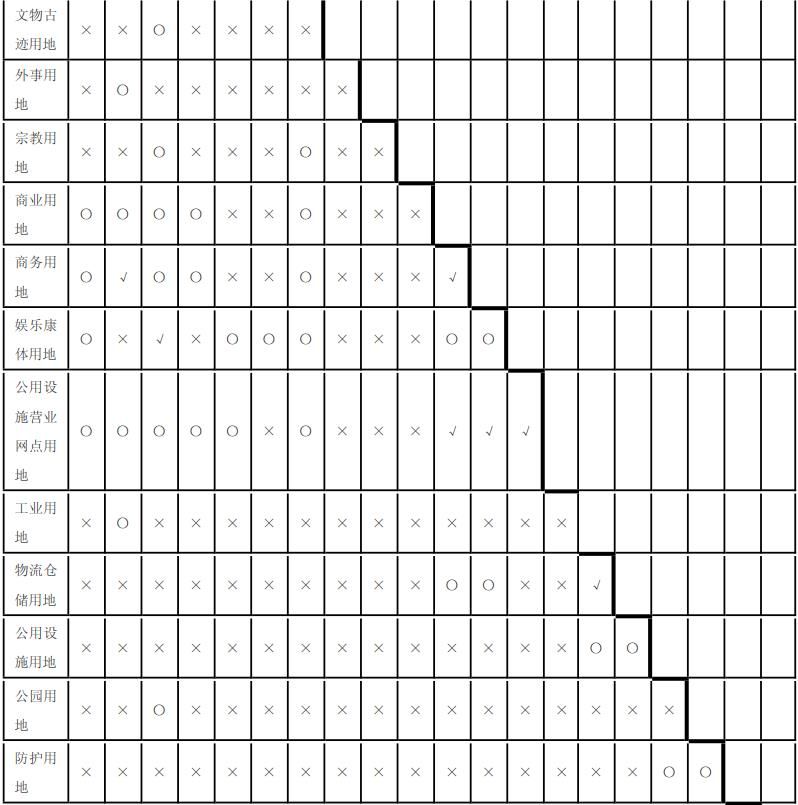 文物古
迹用地 × × ○ × × × ×
外事用
地 × ○ × × × × × ×
宗教用
地 × × ○ × × × ○ × ×
商业用
地 ○ ○ ○ ○ × × ○ × × ×
商务用
地 ○ √ ○ ○ × × ○ × × × √
娱乐康
体用地 ○ × √ × ○ ○ ○ × × × ○ ○
公用设
施营业
网点用
地 ○ ○ ○ ○ ○ × ○ × × × √ √ √
工业用
地 × ○ × × × × × × × × × × × ×
物流仓
储用地 × × × × × × × × × × ○ ○ × × √
公用设
施用地 × × × × × × × × × × × × × × ○ ○
公园用
地 × × ○ × × × × × × × × × × × × × ×
防护用
地 × × × × × × × × × × × × × × × × ○ ○